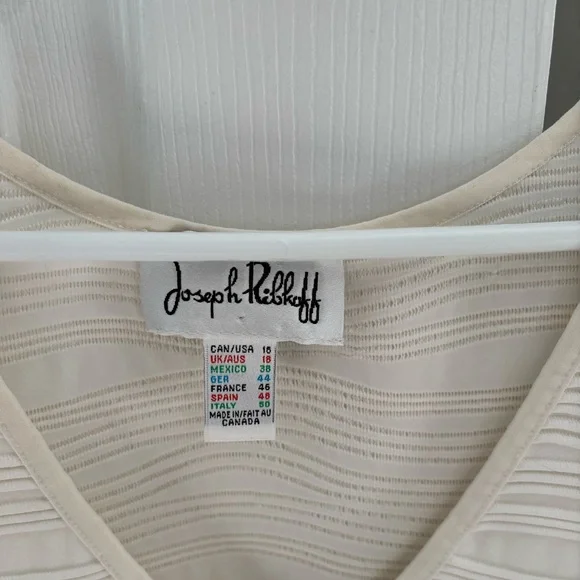 Joseph Ribkoff
CAN/USA 16
UK/AUS 18
MEXICO 38
GER 44
FRANCE 46
SPAIN 48
ITALY 50
MADE IN/FAIT AU
CANADA